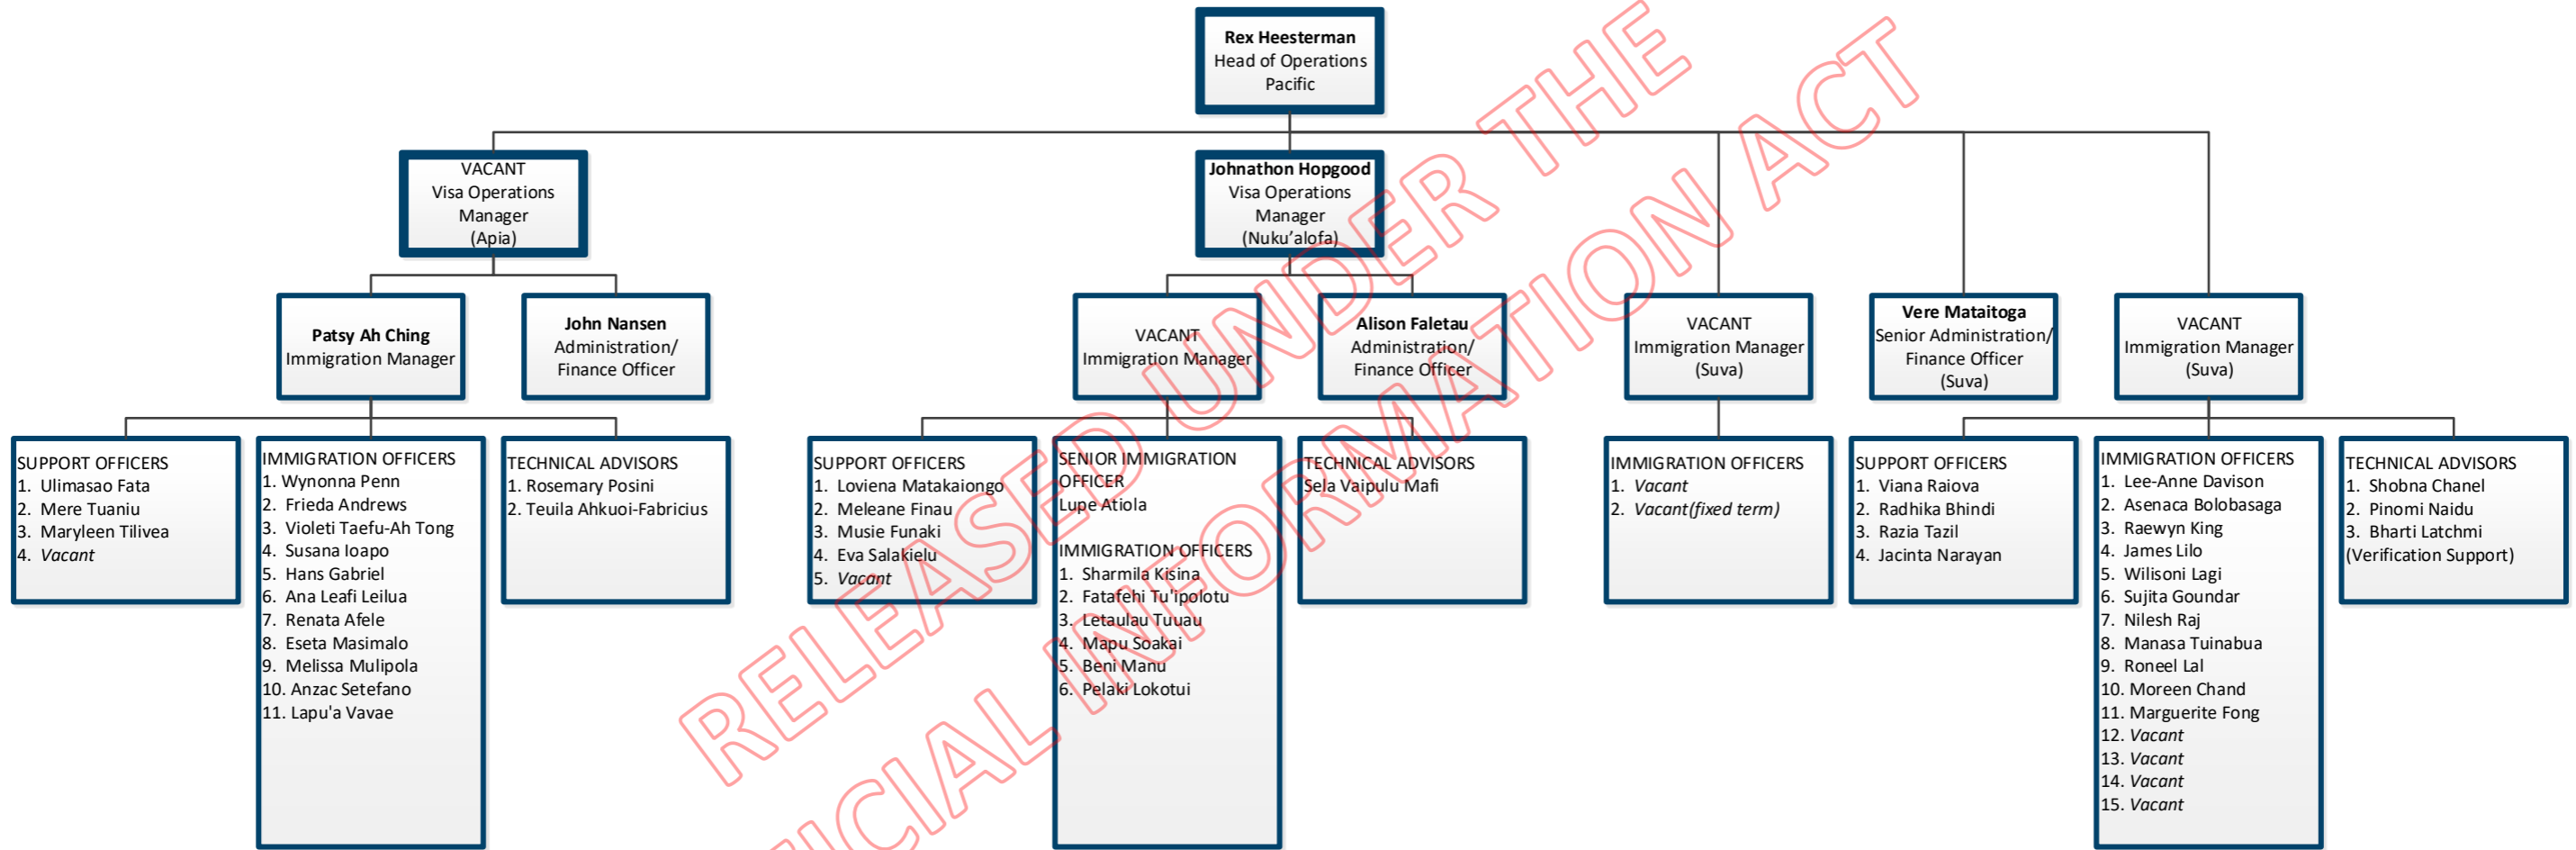 Rex Heesterman
Head of Operations
Pacific
VACANT
Visa Operations
Manager
(Apia)
Johnathon Hopgood
Visa Operations
Manager
(Nuku’alofa)
Patsy Ah Ching
Immigration Manager
John Nansen
Administration/
Finance Officer
VACANT
Immigration Manager
Alison Faletau
Administration/
Finance Officer
VACANT
Immigration Manager
(Suva)
Vere Mataitoga
Senior Administration/
Finance Officer
(Suva)
VACANT
Immigration Manager
(Suva)
SUPPORT OFFICERS
1. Ulimasao Fata
2. Mere Tuaniu
3. Maryleen Tilivea
4. Vacant
IMMIGRATION OFFICERS
1. Wynonna Penn
2. Frieda Andrews
3. Violeti Taefu-Ah Tong
4. Susana Ioapo
5. Hans Gabriel
6. Ana Leafi Leilua
7. Renata Afele
8. Eseta Masimalo
9. Melissa Mulipola
10. Anzac Setefano
11. Lapu'a Vavae
TECHNICAL ADVISORS
1. Rosemary Posini
2. Teuila Ahkuoi-Fabricius
SUPPORT OFFICERS
1. Loviena Matakaiongo
2. Meleane Finau
3. Musie Funaki
4. Eva Salakielu
5. Vacant
SENIOR IMMIGRATION
OFFICER
Lupe Atiola
IMMIGRATION OFFICERS
1. Sharmila Kisina
2. Fatafehi Tu'ipolotu
3. Letaulau Tuuau
4. Mapu Soakai
5. Beni Manu
6. Pelaki Lokotui
TECHNICAL ADVISORS
Sela Vaipulu Mafi
IMMIGRATION OFFICERS
1. Vacant
2. Vacant(fixed term)
SUPPORT OFFICERS
1. Viana Raiova
2. Radhika Bhindi
3. Razia Tazil
4. Jacinta Narayan
IMMIGRATION OFFICERS
1. Lee-Anne Davison
2. Asenaca Bolobasaga
3. Raewyn King
4. James Lilo
5. Wilisoni Lagi
6. Sujita Goundar
7. Nilesh Raj
8. Manasa Tuinabua
9. Roneel Lal
10. Moreen Chand
11. Marguerite Fong
12. Vacant
13. Vacant
14. Vacant
15. Vacant
TECHNICAL ADVISORS
1. Shobna Chanel
2. Pinomi Naidu
3. Bharti Latchmi
(Verification Support)
RELEASED UNDER THE
ICIAL INFORMATION ACT